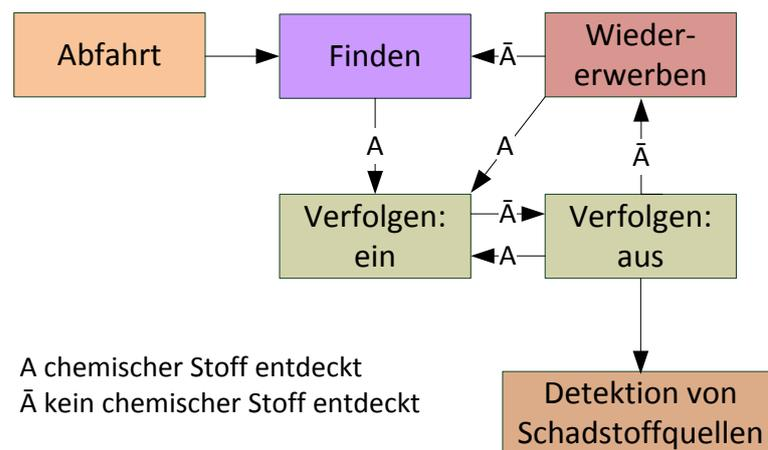 Abfahrt
Finden
Ā
Wieder-
erwerben
A
A
Ā
Verfolgen:
ein
Ā
A
Verfolgen:
aus
A chemischer Stoff entdeckt
Ā kein chemischer Stoff entdeckt
Detektion von
Schadstoffquellen